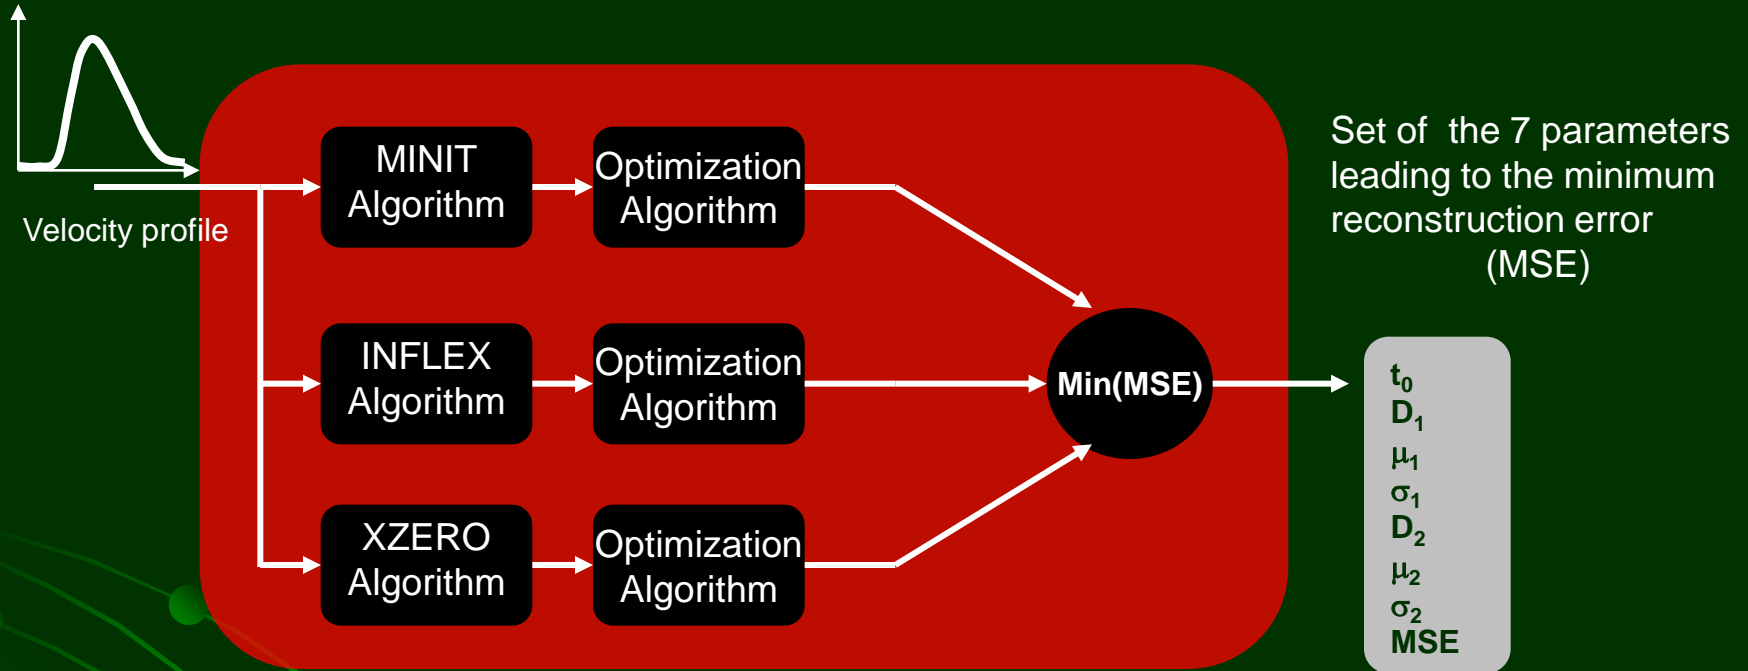 Velocity profile
MINIT
Algorithm
Optimization
Algorithm
INFLEX
Algorithm
Optimization
Algorithm
XZERO
Algorithm
Optimization
Algorithm
Min(MSE)
Set of the 7 parameters
leading to the minimum
reconstruction error
(MSE)
t₀
D₁
μ₁
σ₁
D₂
μ₂
σ₂
MSE